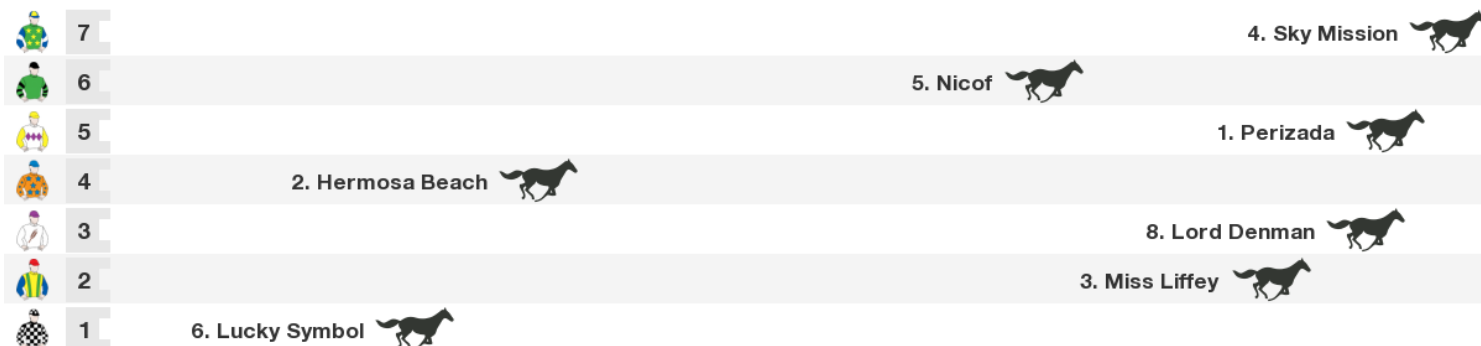 7 4. Sky Mission
6 5. Nicof
5 1. Perizada
4 2. Hermosa Beach
3 8. Lord Denman
2 3. Miss Liffey
1 6. Lucky Symbol